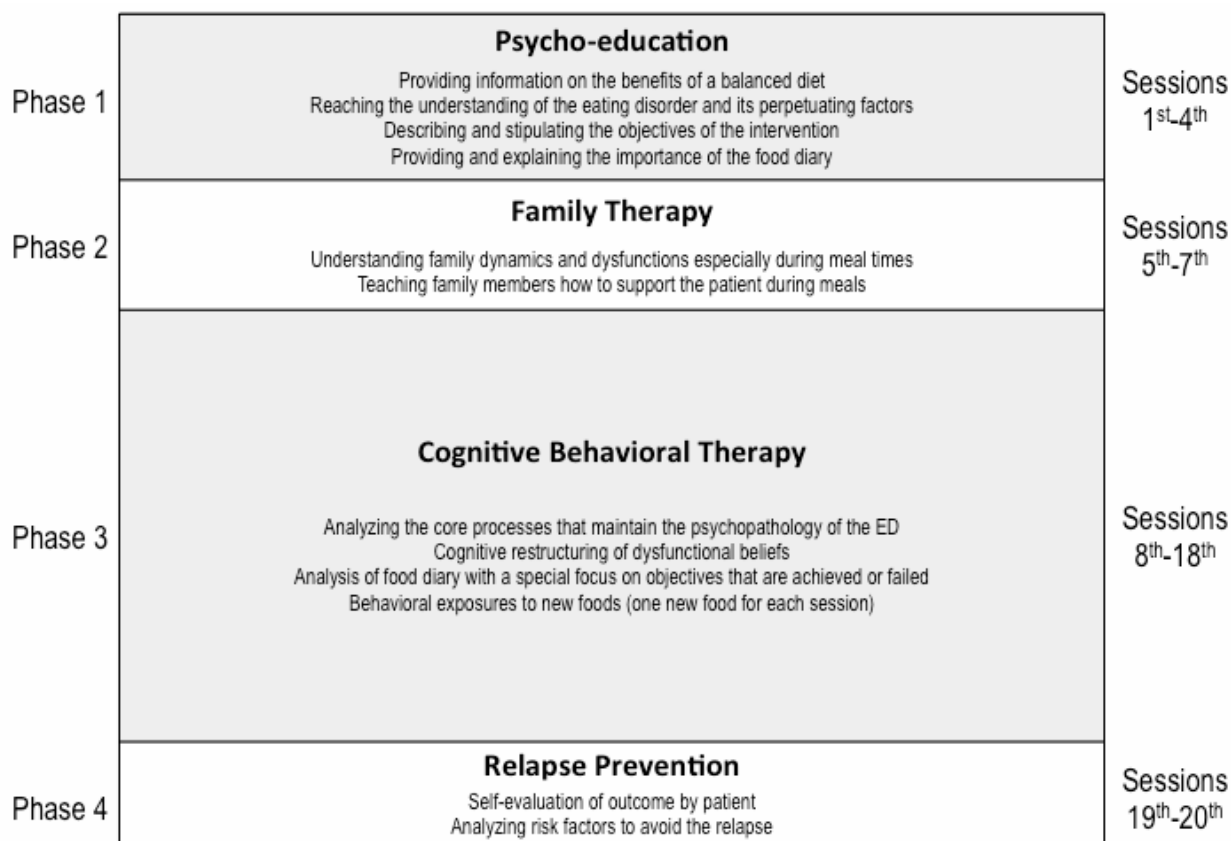 Phase 1
Psycho-education
Providing information on the benefits of a balanced diet
Reaching the understanding of the eating disorder and its perpetuating factors
Describing and stipulating the objectives of the intervention
Providing and explaining the importance of the food diary
Sessions
1st-4th
Phase 2
Family Therapy
Understanding family dynamics and dysfunctions especially during meal times
Teaching family members how to support the patient during meals
Sessions
5th-7th
Phase 3
Cognitive Behavioral Therapy
Analyzing the core processes that maintain the psychopathology of the ED
Cognitive restructuring of dysfunctional beliefs
Analysis of food diary with a special focus on objectives that are achieved or failed
Behavioral exposures to new foods (one new food for each session)
Sessions
8th-18th
Phase 4
Relapse Prevention
Self-evaluation of outcome by patient
Analyzing risk factors to avoid the relapse
Sessions
19th-20th